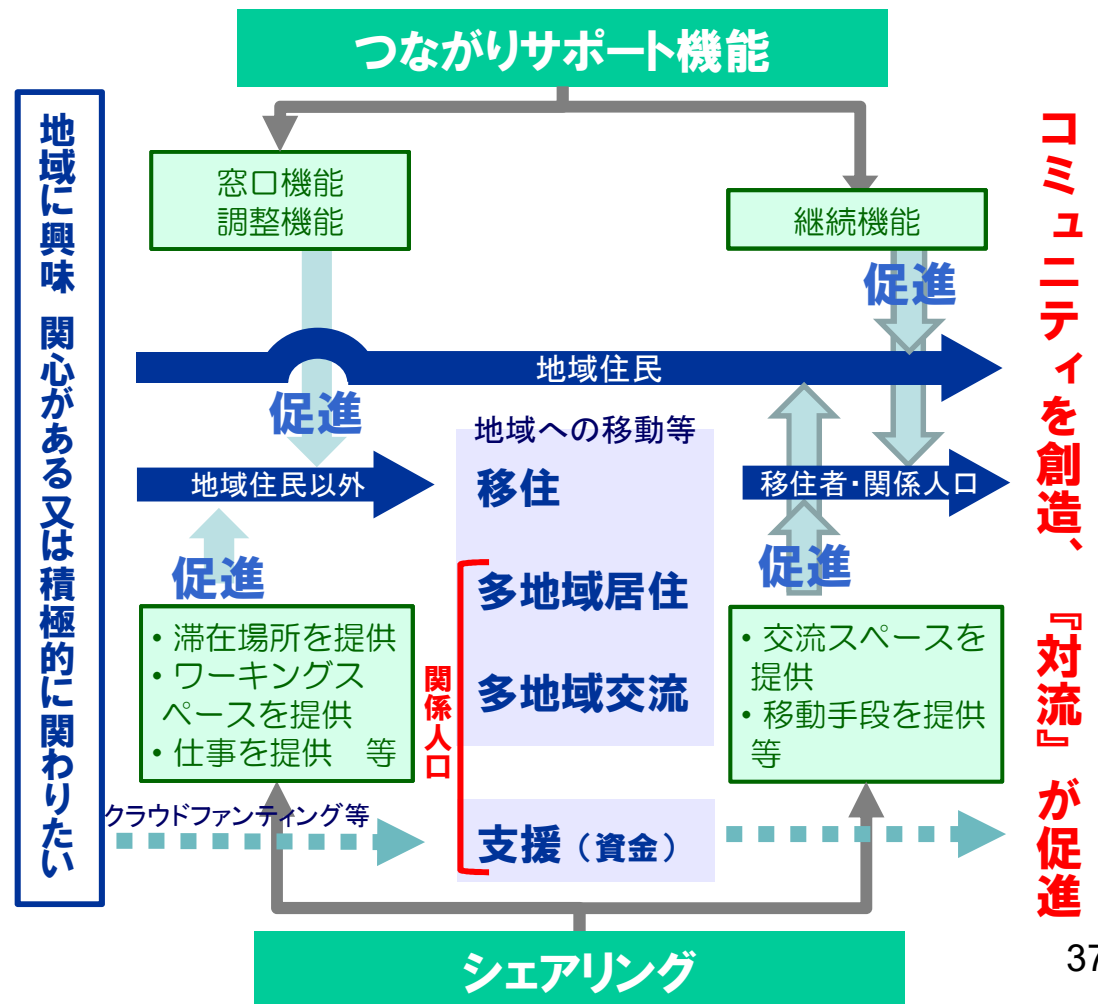 つながりサポート機能
地域に興味 関心がある又は積極的に関わりたい
窓口機能
調整機能
継続機能
促進
地域住民
促進
地域への移動等
地域住民以外
移住
移住者・関係人口
促進
多地域居住
促進
・滞在場所を提供
・ワーキングス
ペースを提供
・仕事を提供 等
関係人口
多地域交流
・交流スペースを
提供
・移動手段を提供
等
クラウドファンティング等
支援（資金）
シェアリング
コミュニティを創造、『対流』が促進
37